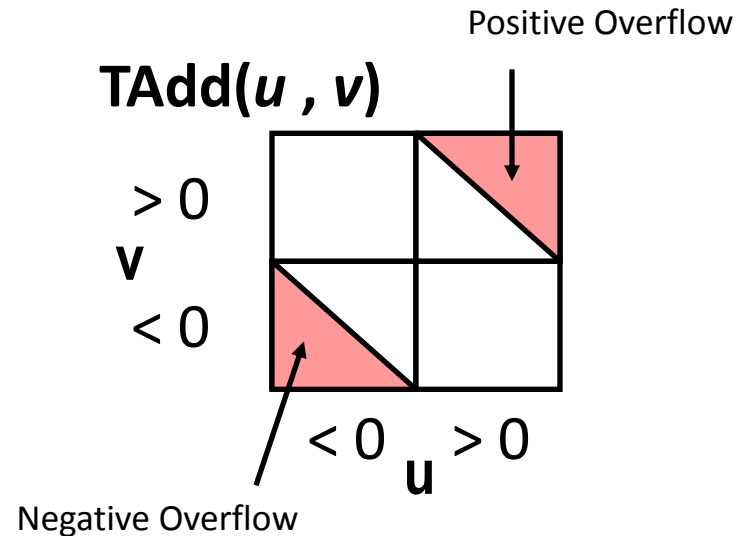 Positive Overflow
TAdd(u , v)
> 0
v
< 0
< 0 u > 0
Negative Overflow